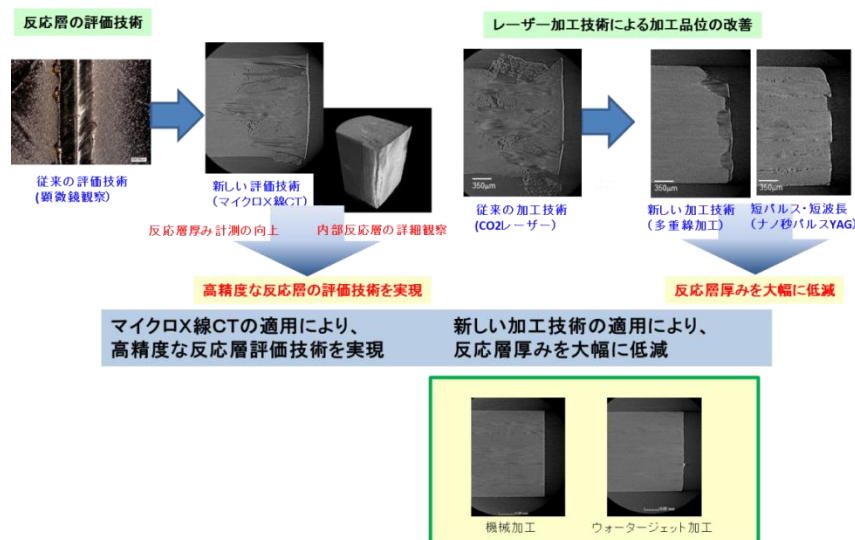 反応層の評価技術
レーザー加工技術による加工品位の改善
従来の評価技術
(顕微鏡観察)
新しい評価技術
(マイクロX線CT)
350μm
従来の加工技術
(CO2レーザー)
350μm
新しい加工技術
(多重線加工)
350μm
短パルス・短波長
(ナノ秒パルスYAG)
反応層厚み計測の向上
内部反応層の詳細観察
高精度な反応層の評価技術を実現
反応層厚みを大幅に低減
マイクロX線CTの適用により、
高精度な反応層評価技術を実現
新しい加工技術の適用により、
反応層厚みを大幅に低減
機械加工
ウォータージェット加工